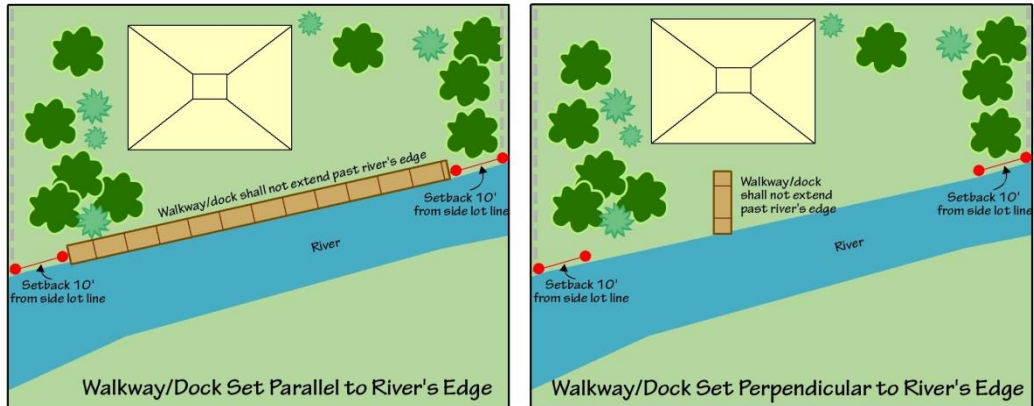 Walkway/dock shall not extend past river's edge
Setback 10'
from side lot line
River
Setback 10'
from side lot line
Walkway/Dock Set Parallel to River's Edge
Walkway/dock
shall not extend
past river's edge
Setback 10'
from side lot line
River
Setback 10'
from side lot line
Walkway/Dock Set Perpendicular to River's Edge